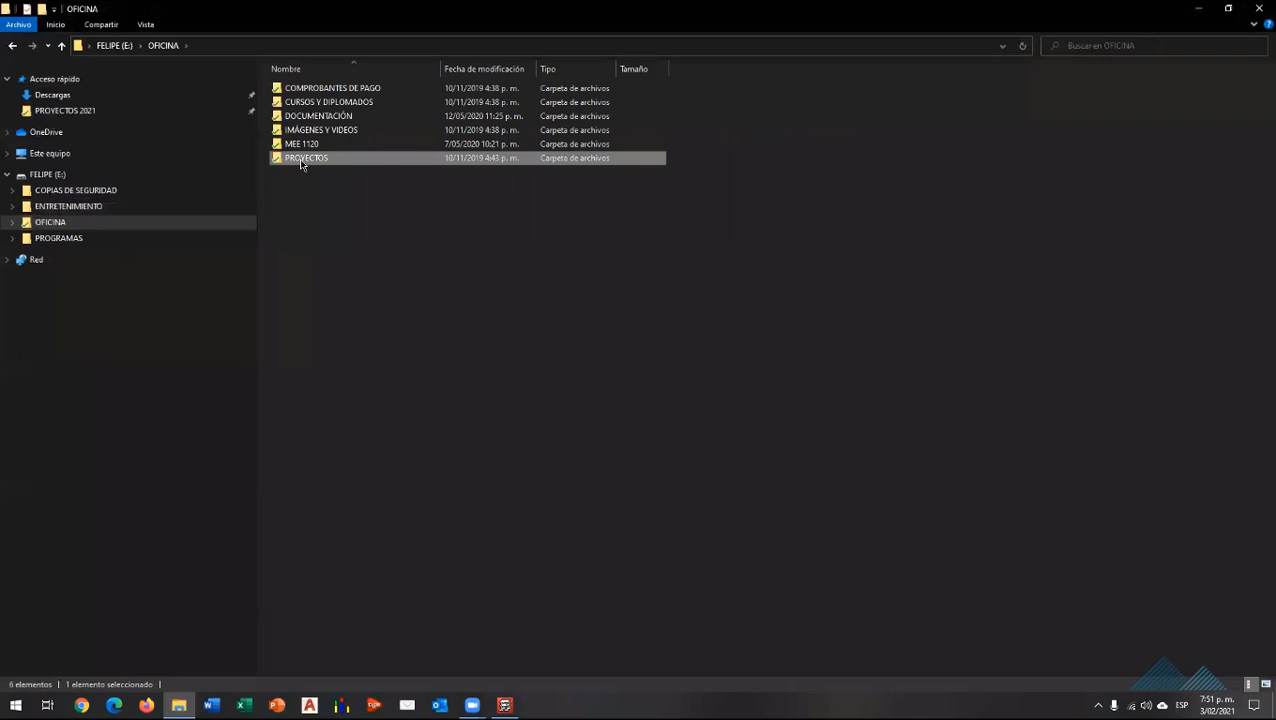 OFICINA
Archivo Inicio Compartir Vista
FELIPE (E:) OFICINA Buscar en OFICINA
Nombre Fecha de modificación Tipo Tamaño
Acceso rápido
Descargas
PROYECTOS 2021
OneDrive
Este equipo
FELIPE (E:)
COPIAS DE SEGURIDAD
ENTRETENIMIENTO
OFICINA
PROGRAMAS
Red
COMPROBANTES DE PAGO 10/11/2019 4:38 p. m. Carpeta de archivos
CURSOS Y DIPLOMADOS 10/11/2019 4:38 p. m. Carpeta de archivos
DOCUMENTACIÓN 12/05/2020 11:25 p. m. Carpeta de archivos
IMÁGENES Y VIDEOS 10/11/2019 4:38 p. m. Carpeta de archivos
MEE 1120 7/05/2020 10:21 p. m. Carpeta de archivos
PROYECTOS 10/11/2019 4:43 p. m. Carpeta de archivos
6 elementos 1 elemento seleccionado
ESP 7:51 p. m.
3/02/2021